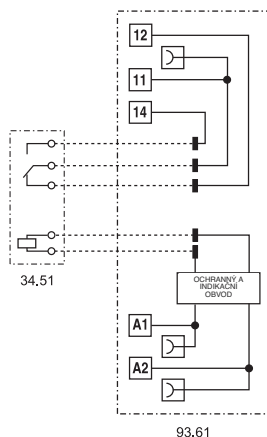 12
11
14
34.51
OCHRANNÝ A
INDIKAČNÍ
OBVOD
A1
A2
93.61